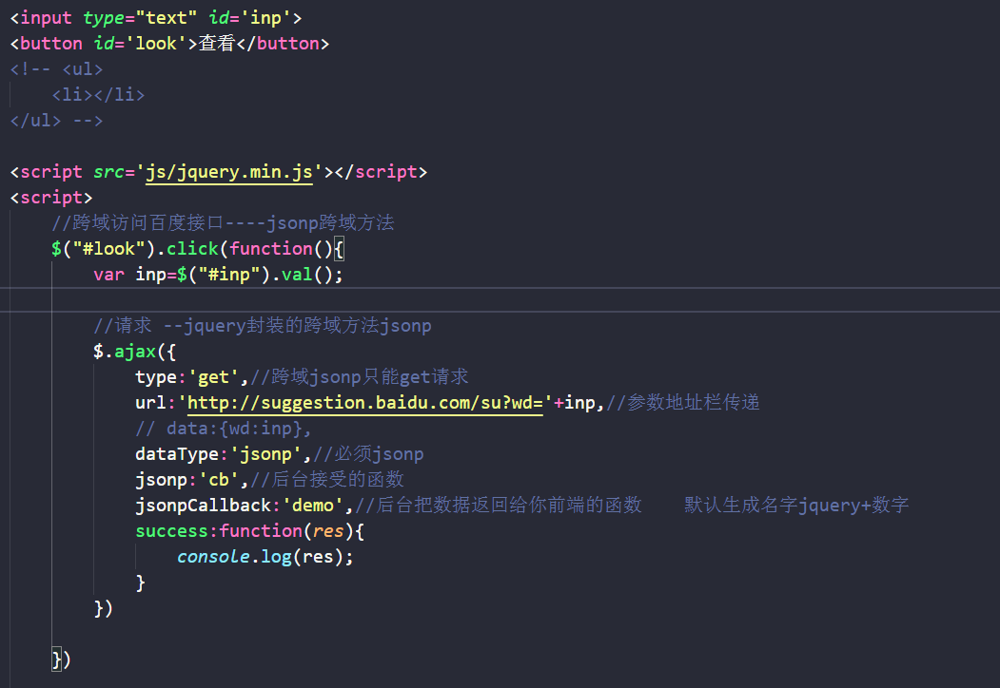 <input type="text" id='inp'>
<button id='look'>查看</button>
<!-- <ul>
<li></li>
</ul> -->
<script src='js/jquery.min.js'></script>
<script>
//跨域访问百度接口----jsonp跨域方法
$("#look").click(function(){
var inp=$("#inp").val();
//请求 --jquery封装的跨域方法jsonp
$.ajax({
type:'get',//跨域jsonp只能get请求
url:'http://suggestion.baidu.com/su?wd='+inp,//参数地址栏传递
// data:{wd:inp},
dataType:'jsonp',//必须jsonp
jsonp:'cb',//后台接受的函数
jsonpCallback:'demo',//后台把数据返回给你前端的函数    默认生成名字jquery+数字
success:function(res){
console.log(res);
}
})
})